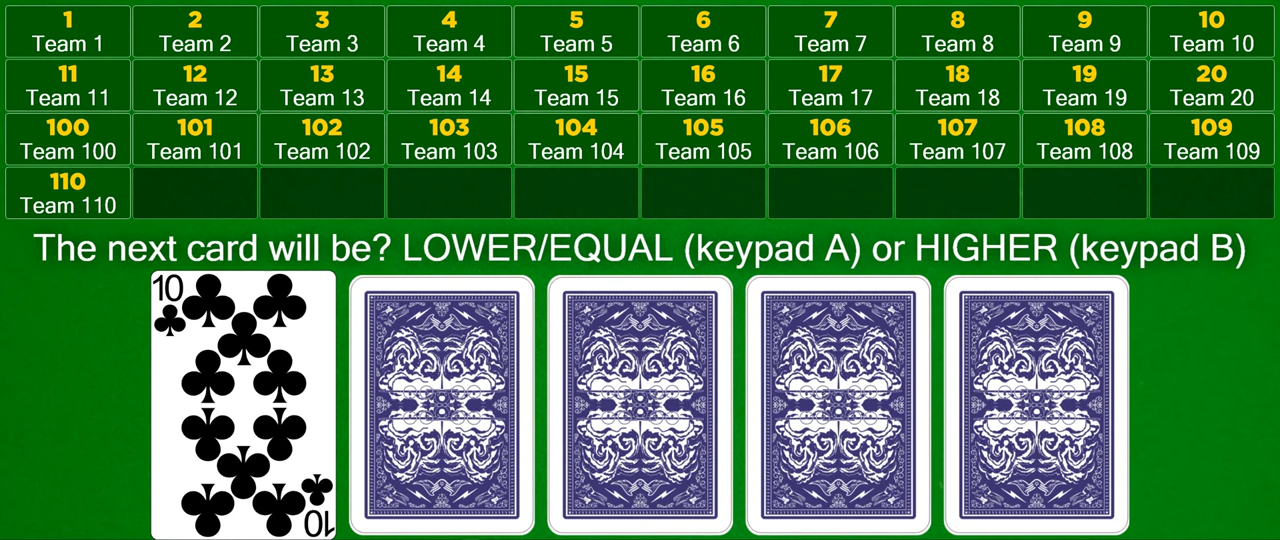 1 2 3 4 5 6 7 8 9 10
Team 1 Team 2 Team 3 Team 4 Team 5 Team 6 Team 7 Team 8 Team 9 Team 10
11 12 13 14 15 16 17 18 19 20
Team 11 Team 12 Team 13 Team 14 Team 15 Team 16 Team 17 Team 18 Team 19 Team 20
100 101 102 103 104 105 106 107 108 109
Team 100 Team 101 Team 102 Team 103 Team 104 Team 105 Team 106 Team 107 Team 108 Team 109
110
Team 110
The next card will be? LOWER/EQUAL (keypad A) or HIGHER (keypad B)
10
10